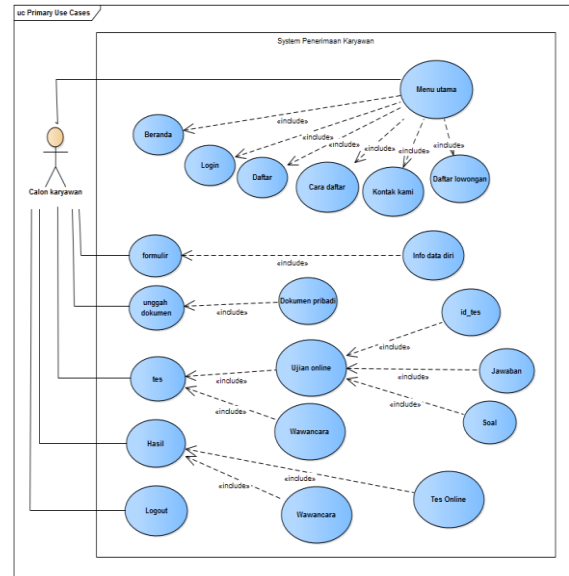 uc Primary Use Cases
System Penerimaan Karyawan
Menu utama
«include»
Beranda
«include»
Login
«include»
Daftar
«include»
Cara daftar
«include»
Kontak kami
«include»
Daftar lowongan
Calon karyawan
formulir
«include»
Info data diri
unggah
dokumen
«include»
Dokumen pribadi
id_tes
«include»
Ujian online
«include»
Jawaban
tes
«include»
«include»
Soal
«include»
Wawancara
Hasil
«include»
Tes Online
«include»
Wawancara
Logout